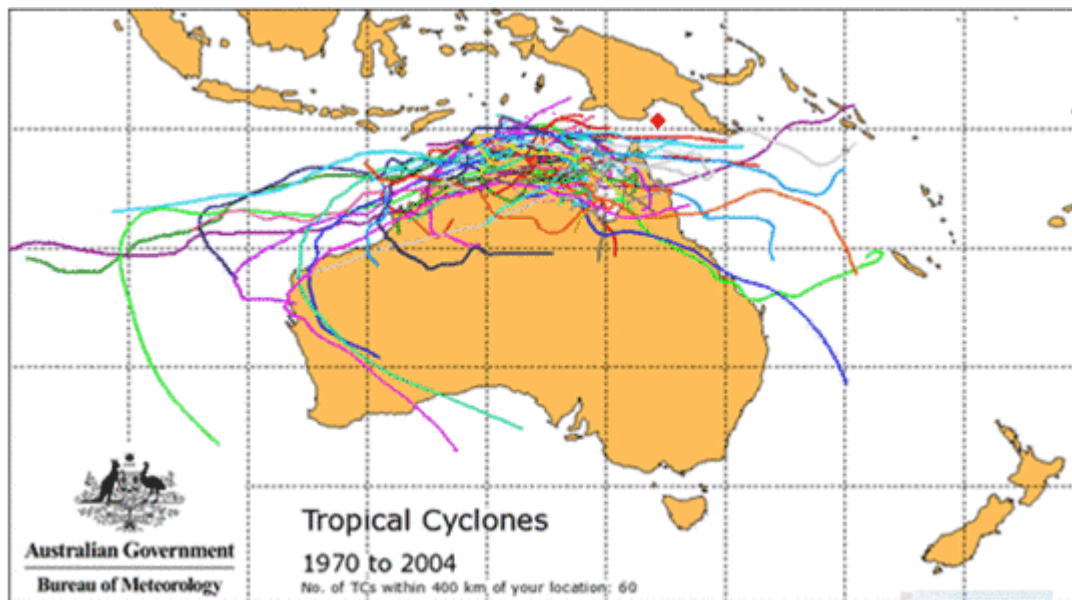 Tropical Cyclones
1970 to 2004
No. of TCs within 400 km of your location: 60
Australian Government
Bureau of Meteorology